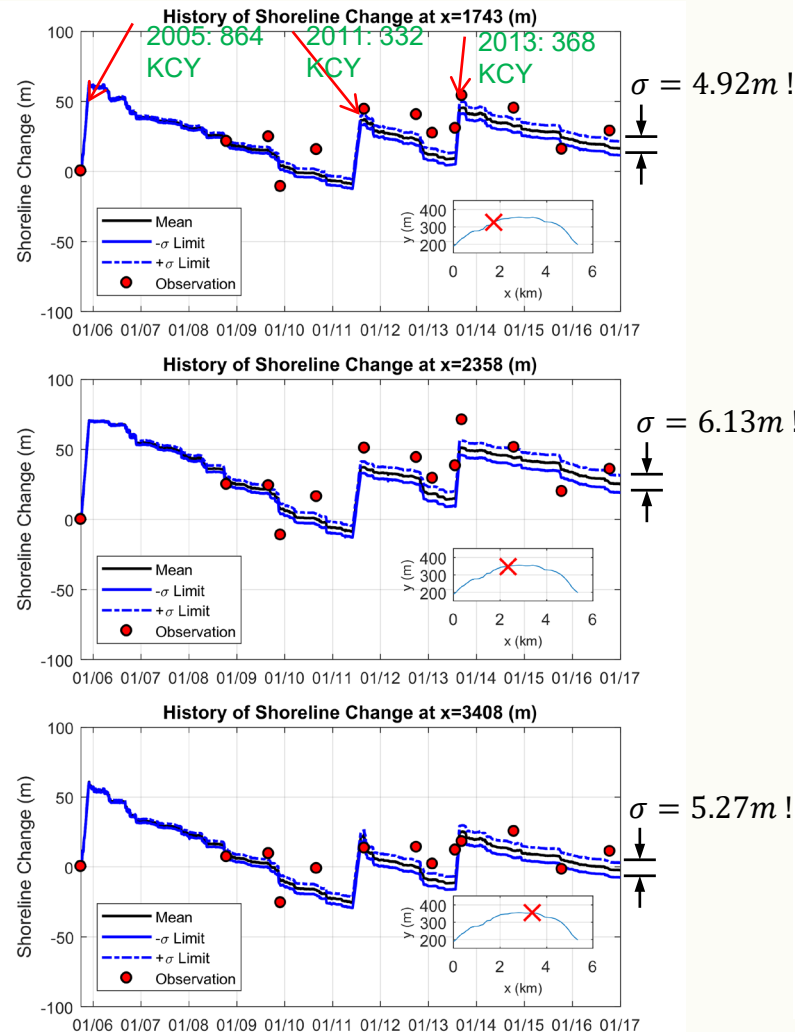 History of Shoreline Change at x=1743 (m)
2005: 864 KCY
2011: 332 KCY
2013: 368 KCY
σ = 4.92m !
Shoreline Change (m)
100
50
0
-50
-100
Mean
-σ Limit
+σ Limit
Observation
y (m)
400
300
200
0 2 4 6
x (km)
01/06 01/07 01/08 01/09 01/10 01/11 01/12 01/13 01/14 01/15 01/16 01/17
History of Shoreline Change at x=2358 (m)
σ = 6.13m !
Shoreline Change (m)
100
50
0
-50
-100
Mean
-σ Limit
+σ Limit
Observation
y (m)
400
300
200
0 2 4 6
x (km)
01/06 01/07 01/08 01/09 01/10 01/11 01/12 01/13 01/14 01/15 01/16 01/17
History of Shoreline Change at x=3408 (m)
σ = 5.27m !
Shoreline Change (m)
100
50
0
-50
-100
Mean
-σ Limit
+σ Limit
Observation
y (m)
400
300
200
0 2 4 6
x (km)
01/06 01/07 01/08 01/09 01/10 01/11 01/12 01/13 01/14 01/15 01/16 01/17